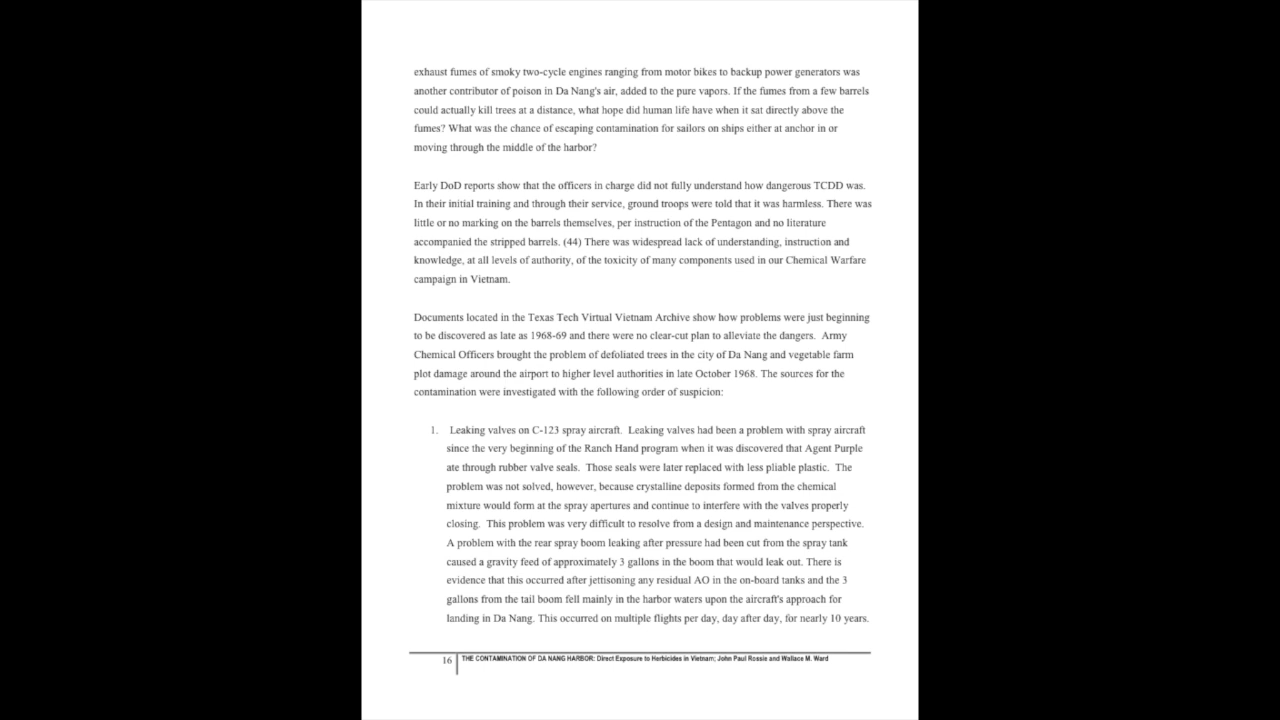 exhaust fumes of smoky two-cycle engines ranging from motor bikes to backup power generators was
another contributor of poison in Da Nang's air, added to the pure vapors. If the fumes from a few barrels
could actually kill trees at a distance, what hope did human life have when it sat directly above the
fumes? What was the chance of escaping contamination for sailors on ships either at anchor in or
moving through the middle of the harbor?
Early DoD reports show that the officers in charge did not fully understand how dangerous TCDD was.
In their initial training and through their service, ground troops were told that it was harmless. There was
little or no marking on the barrels themselves, per instruction of the Pentagon and no literature
accompanied the stripped barrels. (44) There was widespread lack of understanding, instruction and
knowledge, at all levels of authority, of the toxicity of many components used in our Chemical Warfare
campaign in Vietnam.
Documents located in the Texas Tech Virtual Vietnam Archive show how problems were just beginning
to be discovered as late as 1968-69 and there were no clear-cut plan to alleviate the dangers.  Army
Chemical Officers brought the problem of defoliated trees in the city of Da Nang and vegetable farm
plot damage around the airport to higher level authorities in late October 1968. The sources for the
contamination were investigated with the following order of suspicion:
1.  Leaking valves on C-123 spray aircraft.  Leaking valves had been a problem with spray aircraft
since the very beginning of the Ranch Hand program when it was discovered that Agent Purple
ate through rubber valve seals.  Those seals were later replaced with less pliable plastic.  The
problem was not solved, however, because crystalline deposits formed from the chemical
mixture would form at the spray apertures and continue to interfere with the valves properly
closing.  This problem was very difficult to resolve from a design and maintenance perspective.
A problem with the rear spray boom leaking after pressure had been cut from the spray tank
caused a gravity feed of approximately 3 gallons in the boom that would leak out. There is
evidence that this occurred after jettisoning any residual AO in the on-board tanks and the 3
gallons from the tail boom fell mainly in the harbor waters upon the aircraft's approach for
landing in Da Nang. This occurred on multiple flights per day, day after day, for nearly 10 years.
16 THE CONTAMINATION OF DA NANG HARBOR: Direct Exposure to Herbicides in Vietnam; John Paul Rossie and Wallace M. Ward